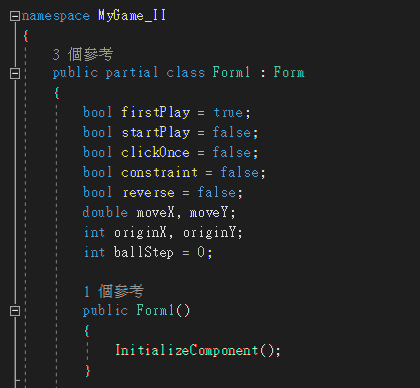 namespace MyGame_II
{
3 個參考
public partial class Form1 : Form
{
bool firstPlay = true;
bool startPlay = false;
bool clickOnce = false;
bool constraint = false;
bool reverse = false;
double moveX, moveY;
int originX, originY;
int ballStep = 0;
1 個參考
public Form1()
{
InitializeComponent();
}